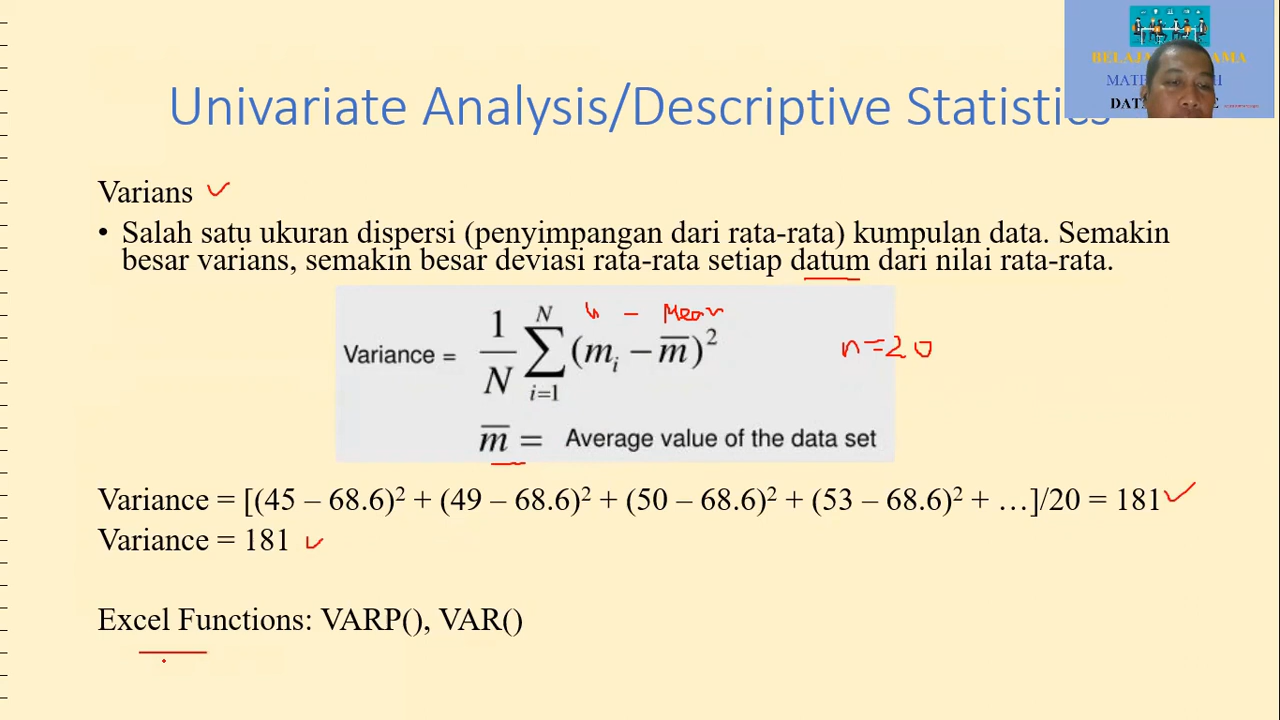 Univariate Analysis/Descriptive Statistics
Varians
• Salah satu ukuran dispersi (penyimpangan dari rata-rata) kumpulan data. Semakin
besar varians, semakin besar deviasi rata-rata setiap datum dari nilai rata-rata.
- Mean
Variance = 1/N ∑ᵢ₌₁ᴺ (mᵢ – m̅)²
n=20
m̅ = Average value of the data set
Variance = [(45 – 68.6)² + (49 – 68.6)² + (50 – 68.6)² + (53 – 68.6)² + …]/20 = 181
Variance = 181
Excel Functions: VARP(), VAR()